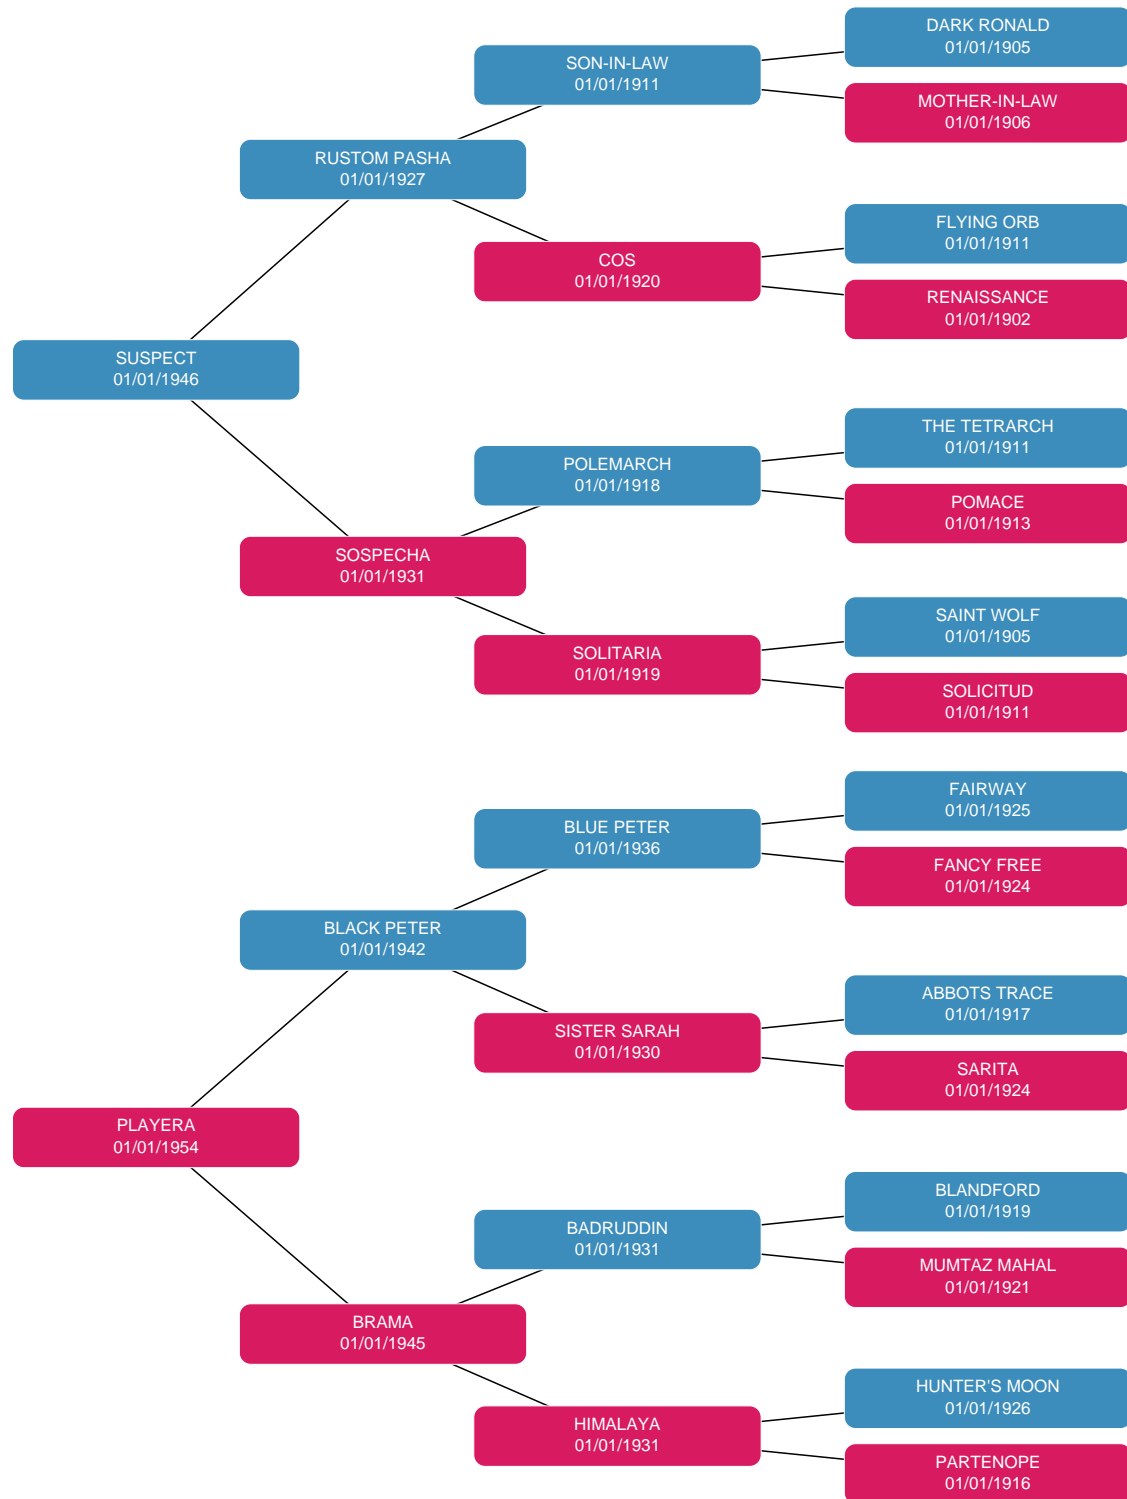 DARK RONALD
01/01/1905
SON-IN-LAW
01/01/1911
MOTHER-IN-LAW
01/01/1906
RUSTOM PASHA
01/01/1927
FLYING ORB
01/01/1911
COS
01/01/1920
RENAISSANCE
01/01/1902
SUSPECT
01/01/1946
THE TETRARCH
01/01/1911
POLEMARCH
01/01/1918
POMACE
01/01/1913
SOSPECHA
01/01/1931
SAINT WOLF
01/01/1905
SOLITARIA
01/01/1919
SOLICITUD
01/01/1911
FAIRWAY
01/01/1925
BLUE PETER
01/01/1936
FANCY FREE
01/01/1924
BLACK PETER
01/01/1942
ABBOTS TRACE
01/01/1917
SISTER SARAH
01/01/1930
SARITA
01/01/1924
PLAYERA
01/01/1954
BLANDFORD
01/01/1919
BADRUDDIN
01/01/1931
MUMTAZ MAHAL
01/01/1921
BRAMA
01/01/1945
HUNTER'S MOON
01/01/1926
HIMALAYA
01/01/1931
PARTENOPE
01/01/1916